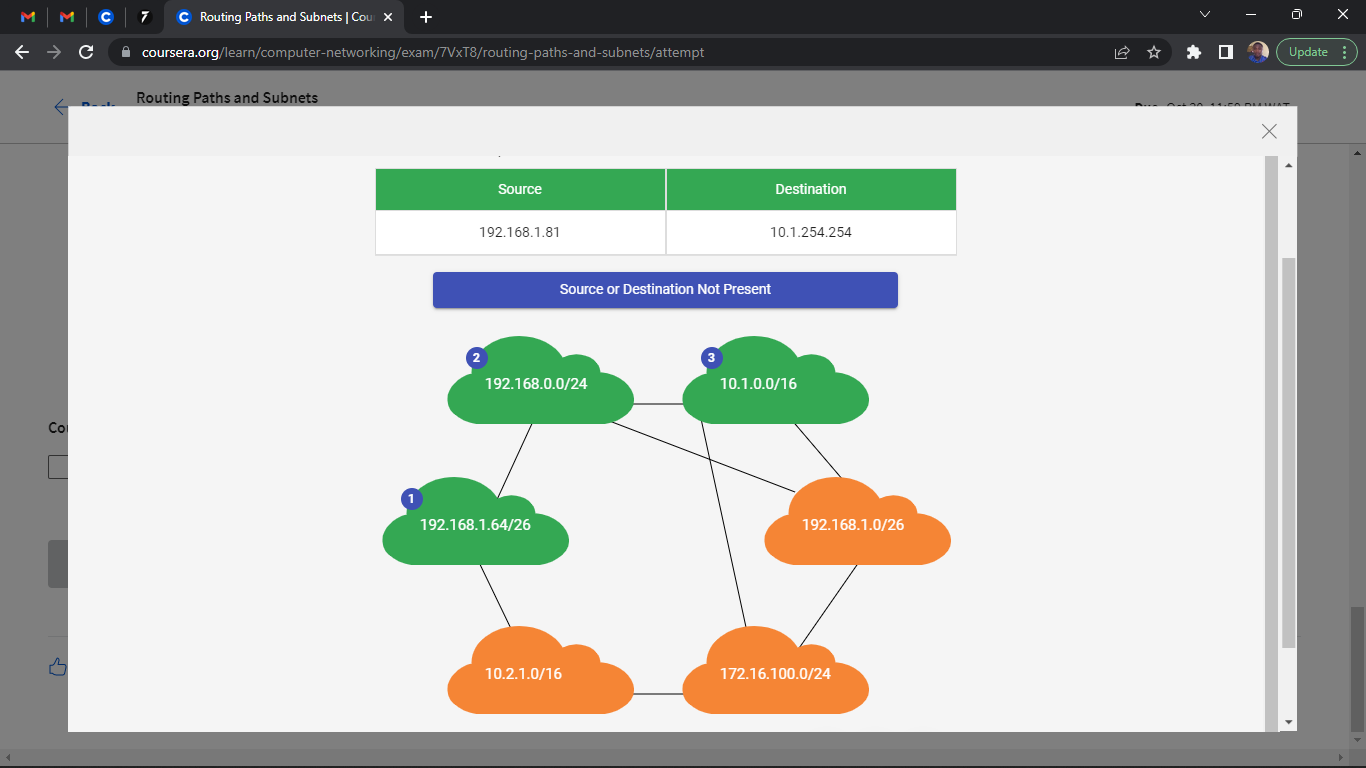 Routing Paths and Subnets | Cou
coursera.org/learn/computer-networking/exam/7VxT8/routing-paths-and-subnets/attempt
Update
Back
Routing Paths and Subnets
Due Oct 30, 11:59 PM WAT
Source
Destination
192.168.1.81
10.1.254.254
Source or Destination Not Present
2
192.168.0.0/24
3
10.1.0.0/16
Cou
1
192.168.1.64/26
192.168.1.0/26
10.2.1.0/16
172.16.100.0/24